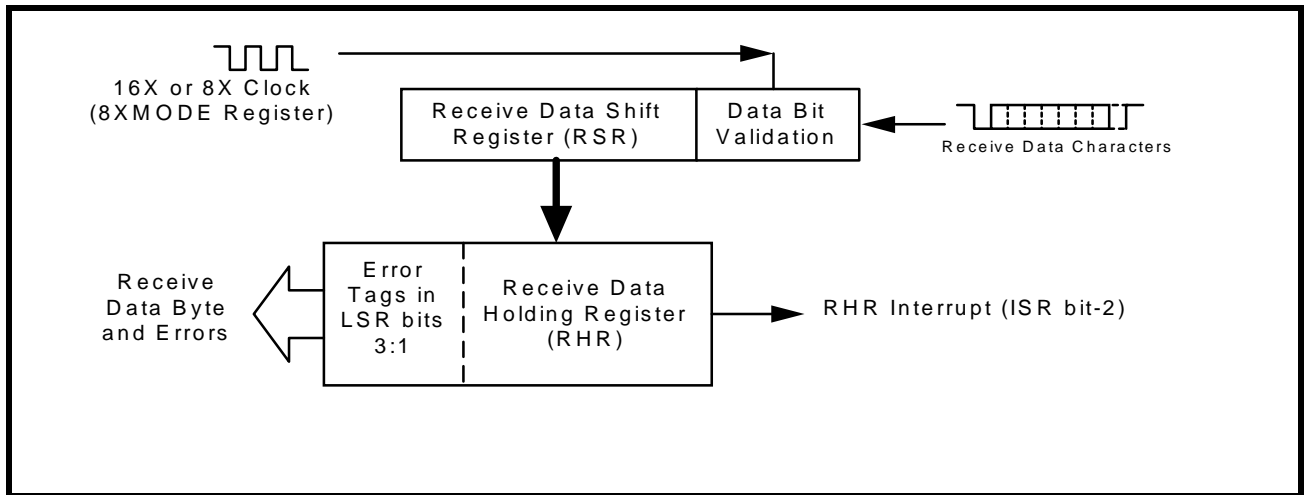 16X or 8X Clock
(8XMODE Register)
Receive Data Shift
Register (RSR)
Data Bit
Validation
Receive Data Characters
Receive
Data Byte
and Errors
Error
Tags in
LSR bits
3:1
Receive Data
Holding Register
(RHR)
RHR Interrupt (ISR bit-2)